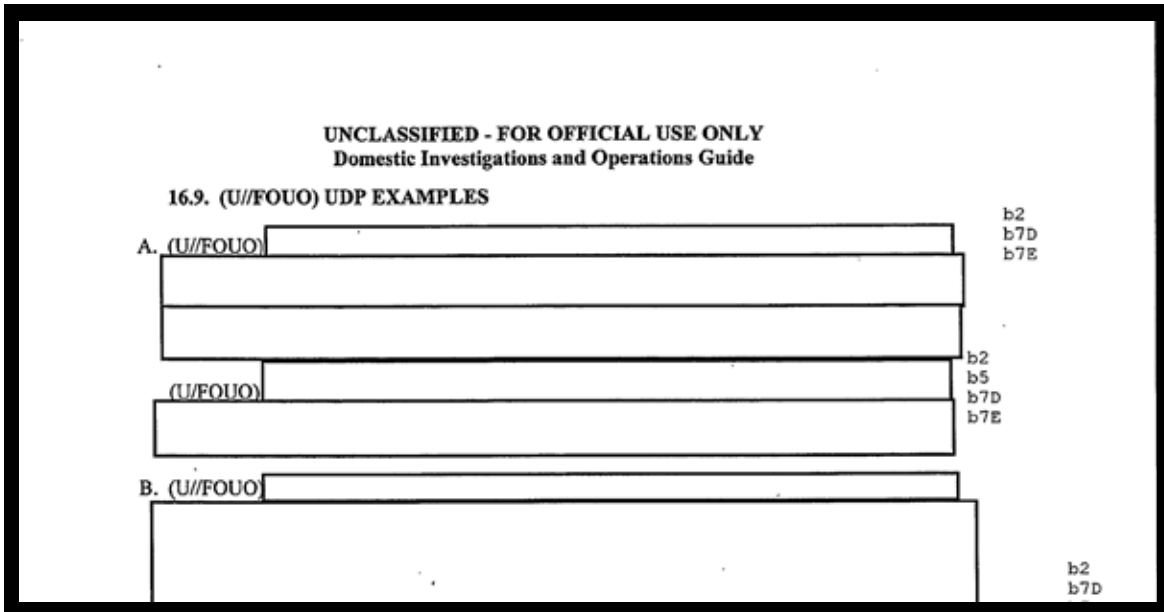 UNCLASSIFIED - FOR OFFICIAL USE ONLY
Domestic Investigations and Operations Guide
16.9. (U//FOUO) UDP EXAMPLES
b2
b7D
b7E
A. (U//FOUO)
b2
b5
b7D
b7E
(U/FOUO)
B. (U//FOUO)
b2
b7D